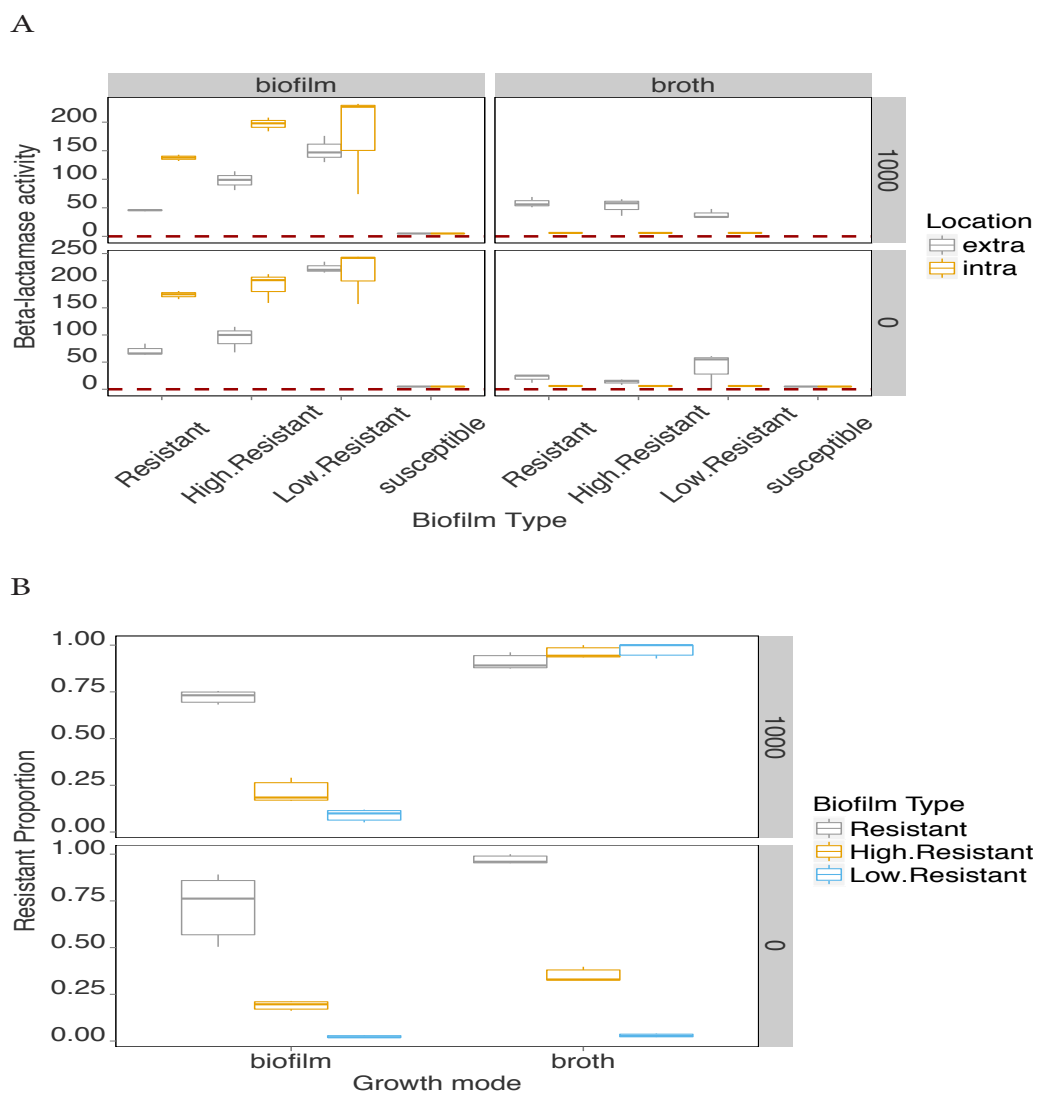 A
biofilm broth
Beta-lactamase activity
200
150
100
50
0
1000
250
200
150
100
50
0
0
Location
extra
intra
Resistant High.Resistant Low.Resistant susceptible Resistant High.Resistant Low.Resistant susceptible
Biofilm Type
B
Resistant Proportion
1.00
0.75
0.50
0.25
0.00
1000
1.00
0.75
0.50
0.25
0.00
0
Biofilm Type
Resistant
High.Resistant
Low.Resistant
biofilm broth
Growth mode